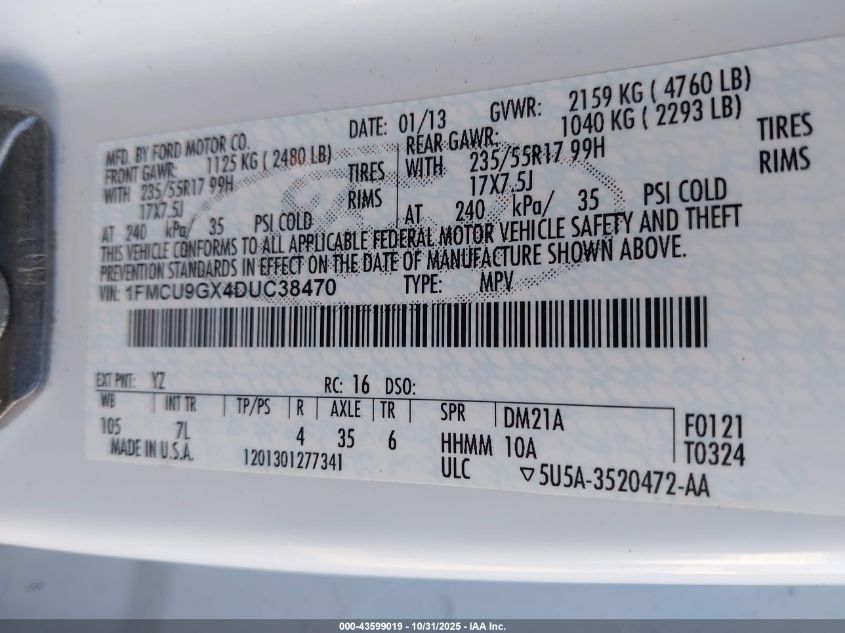 MFD. BY FORD MOTOR CO. DATE: 01/13 GVWR: 2159 KG ( 4760 LB)
FRONT GAWR: 1125 KG ( 2480 LB) REAR GAWR: 1040 KG ( 2293 LB)
WITH 235/55R17 99H TIRES WITH 235/55R17 99H TIRES
17X7.5J RIMS 17X7.5J RIMS
AT 240 kPa/ 35 PSI COLD AT 240 kPa/ 35 PSI COLD
THIS VEHICLE CONFORMS TO ALL APPLICABLE FEDERAL MOTOR VEHICLE SAFETY AND THEFT
PREVENTION STANDARDS IN EFFECT ON THE DATE OF MANUFACTURE SHOWN ABOVE.
VIN: 1FMCU9GX4DUC38470 TYPE: MPV
EXT PNT: YZ RC: 16 DSO:
WB INT TR TP/PS R AXLE TR SPR DM21A F0121
105 7L 4 35 6 HHMM 10A T0324
MADE IN U.S.A. 1201301277341 ULC ▽5U5A-3520472-AA
000-43599019 - 10/31/2025 - IAA Inc.